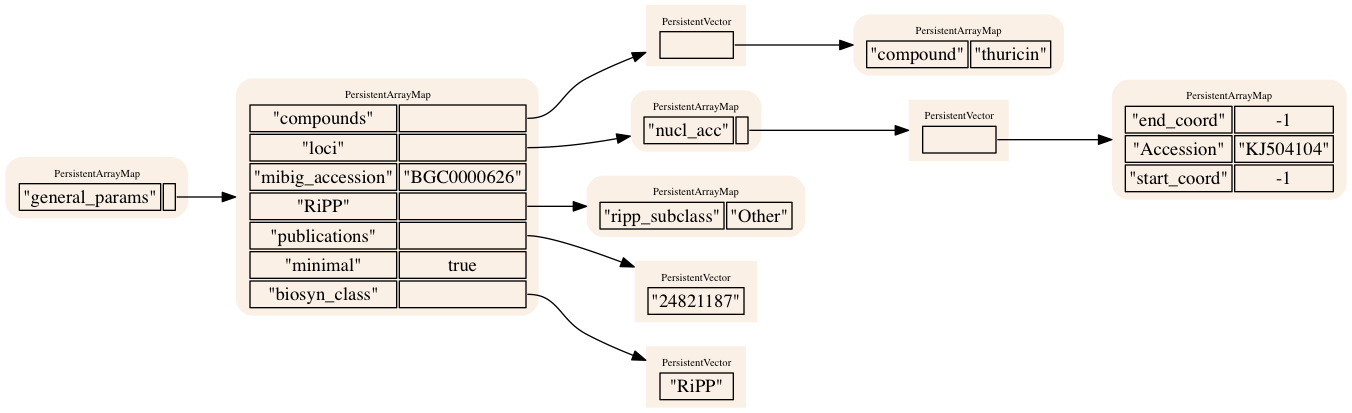 PersistentArrayMap
"general_params"
PersistentArrayMap
"compounds"
"loci"
"mibig_accession" "BGC0000626"
"RiPP"
"publications"
"minimal" true
"biosyn_class"
PersistentVector
PersistentArrayMap
"compound" "thuricin"
PersistentArrayMap
"nucl_acc"
PersistentVector
PersistentArrayMap
"end_coord" -1
"Accession" "KJ504104"
"start_coord" -1
PersistentArrayMap
"ripp_subclass" "Other"
PersistentVector
"24821187"
PersistentVector
"RiPP"